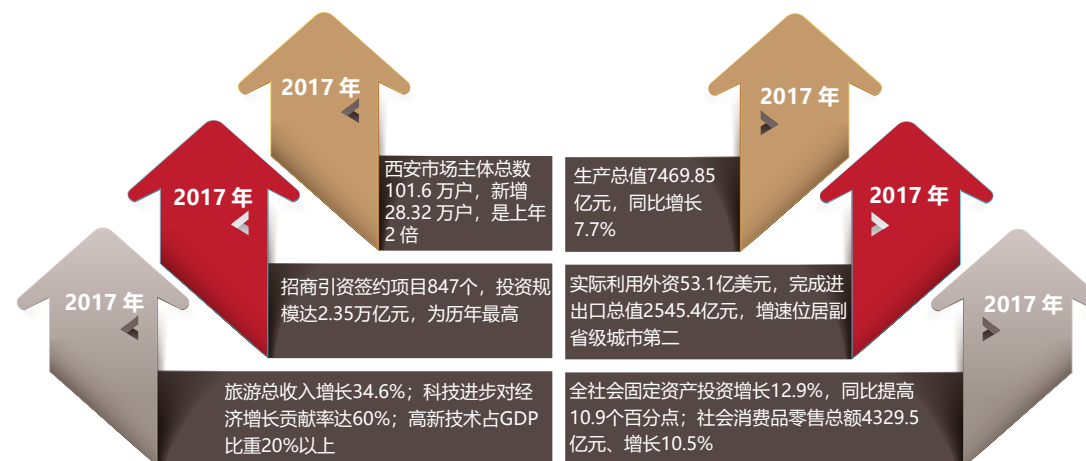 2017 年
西安市场主体总数
101.6 万户，新增
28.32 万户，是上年
2 倍
2017 年
生产总值7469.85
亿元，同比增长
7.7%
2017 年
招商引资签约项目847个，投资规
模达2.35万亿元，为历年最高
2017 年
实际利用外资53.1亿美元，完成进
出口总值2545.4亿元，增速位居副
省级城市第二
2017 年
旅游总收入增长34.6%；科技进步对经
济增长贡献率达60%；高新技术占GDP
比重20%以上
2017 年
全社会固定资产投资增长12.9%，同比提高
10.9个百分点；社会消费品零售总额4329.5
亿元、增长10.5%